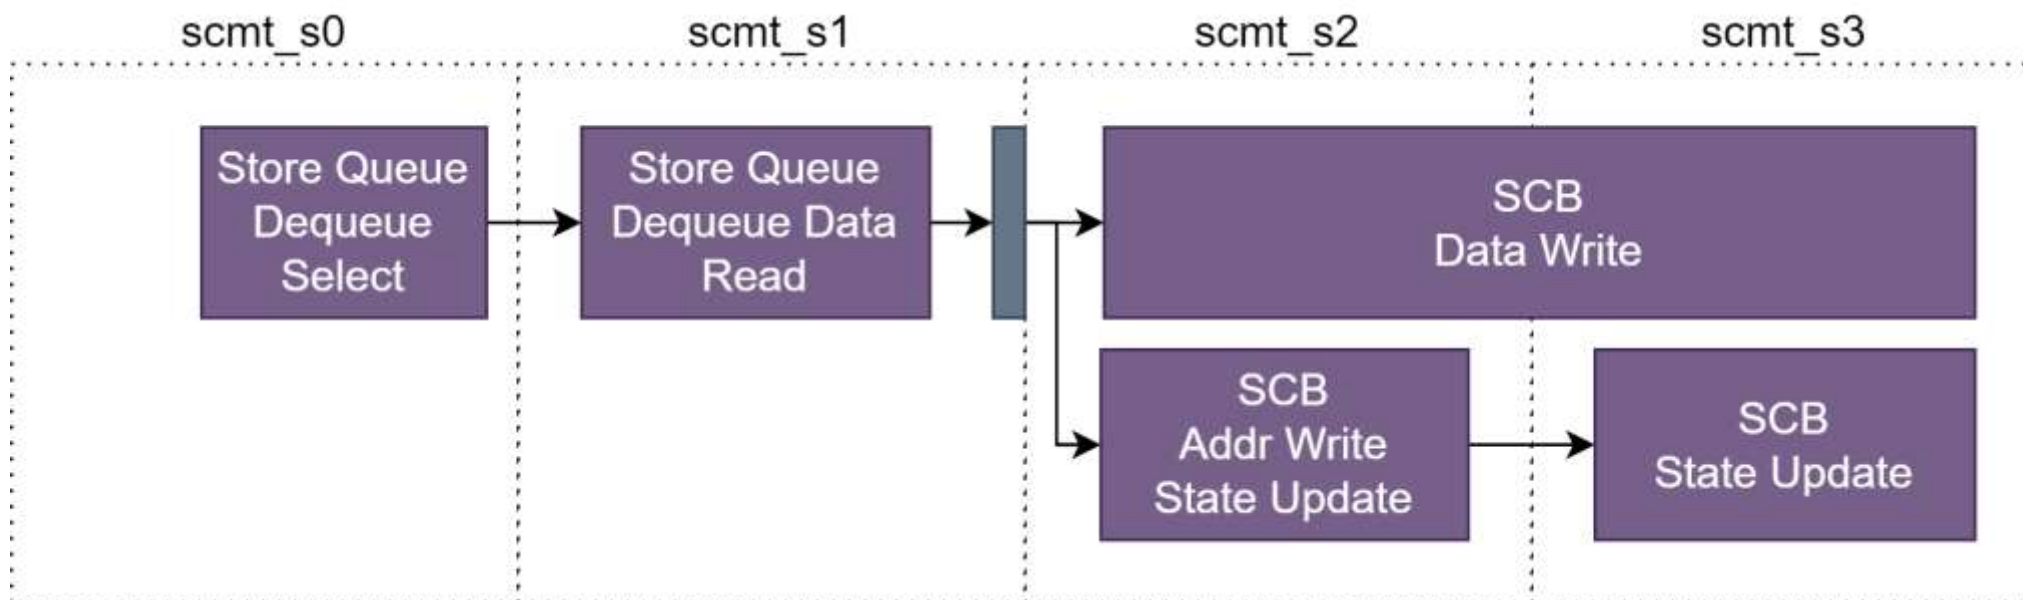 scmt_s0
scmt_s1
scmt_s2
scmt_s3
Store Queue
Dequeue
Select
Store Queue
Dequeue Data
Read
SCB
Data Write
SCB
Addr Write
State Update
SCB
State Update